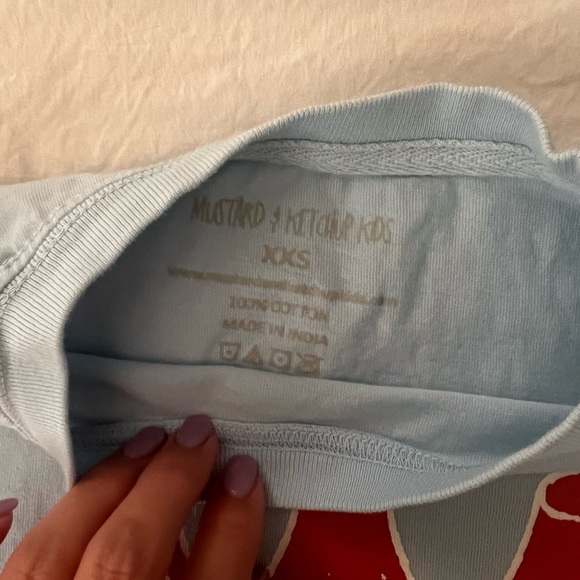 MUSTARD & KETCHUP KIDS
XXS
100% COTTON
MADE IN INDIA